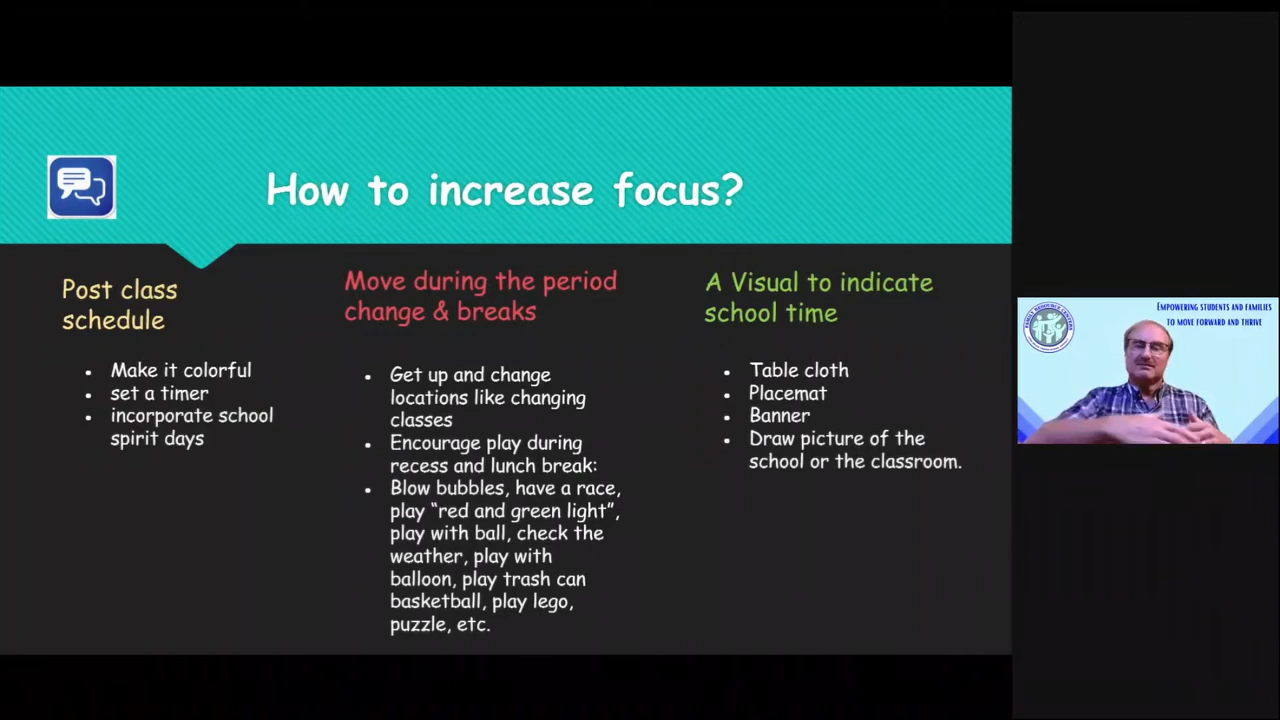 How to increase focus?
Post class
schedule
Make it colorful
set a timer
incorporate school
spirit days
Move during the period
change & breaks
Get up and change
locations like changing
classes
Encourage play during
recess and lunch break:
Blow bubbles, have a race,
play “red and green light”,
play with ball, check the
weather, play with
balloon, play trash can
basketball, play lego,
puzzle, etc.
A Visual to indicate
school time
Table cloth
Placemat
Banner
Draw picture of the
school or the classroom.
Empowering students and families
to move forward and thrive